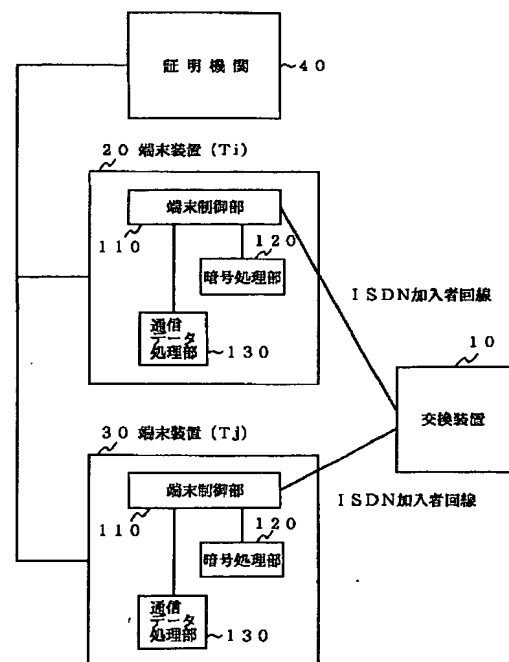 証明機関
40
20 端末装置(Ti)
端末制御部
110
120
暗号処理部
通信
データ
処理部
130
ISDN加入者回線
10
交換装置
30 端末装置(Tj)
端末制御部
110
120
暗号処理部
通信
データ
処理部
130
ISDN加入者回線